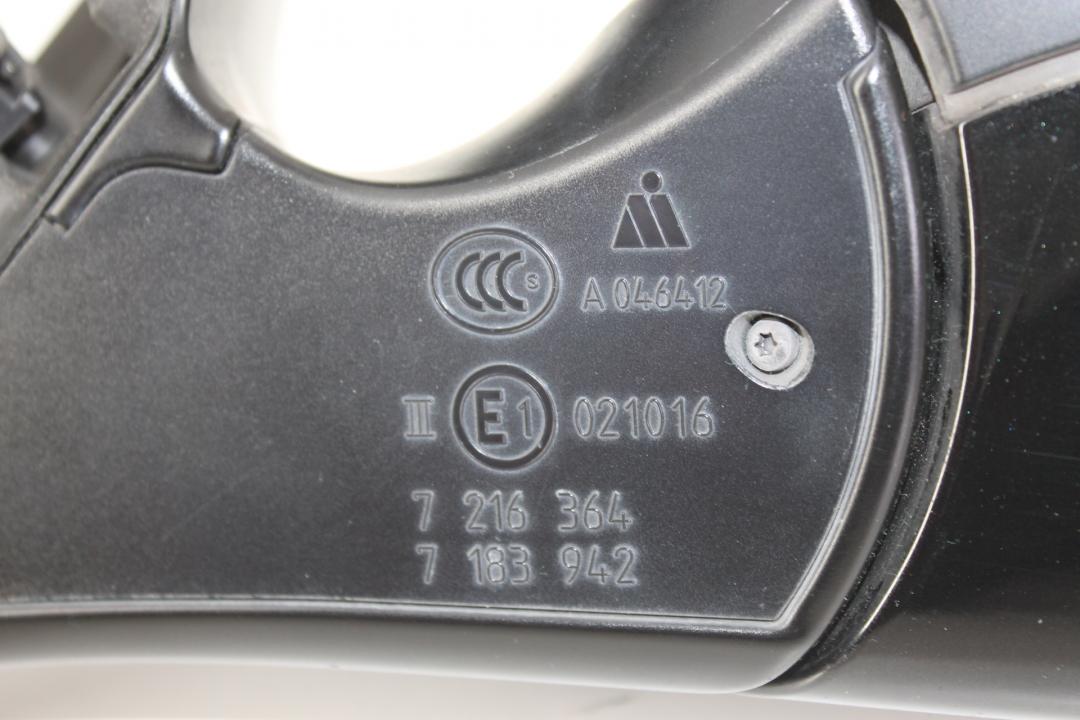 CCC S
A 046412
II E1 021016
7 216 364
7 183 942